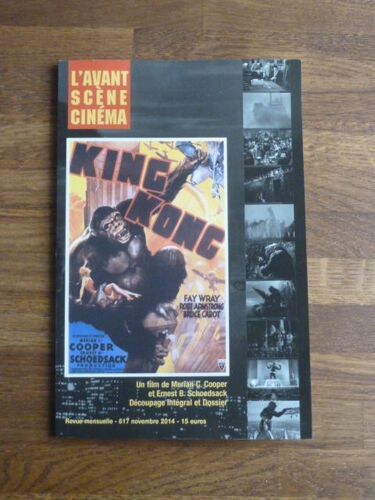 L'AVANT
SCÈNE
CINÉMA
KING
KONG
FAY WRAY
ROBT ARMSTRONG
BRUCE CABOT
COOPER
SCHOEDSACK
PRODUCTION
Un film de Merian C. Cooper
et Ernest B. Schoedsack
Découpage intégral et Dossier
Revue mensuelle - 617 novembre 2014 - 15 euros